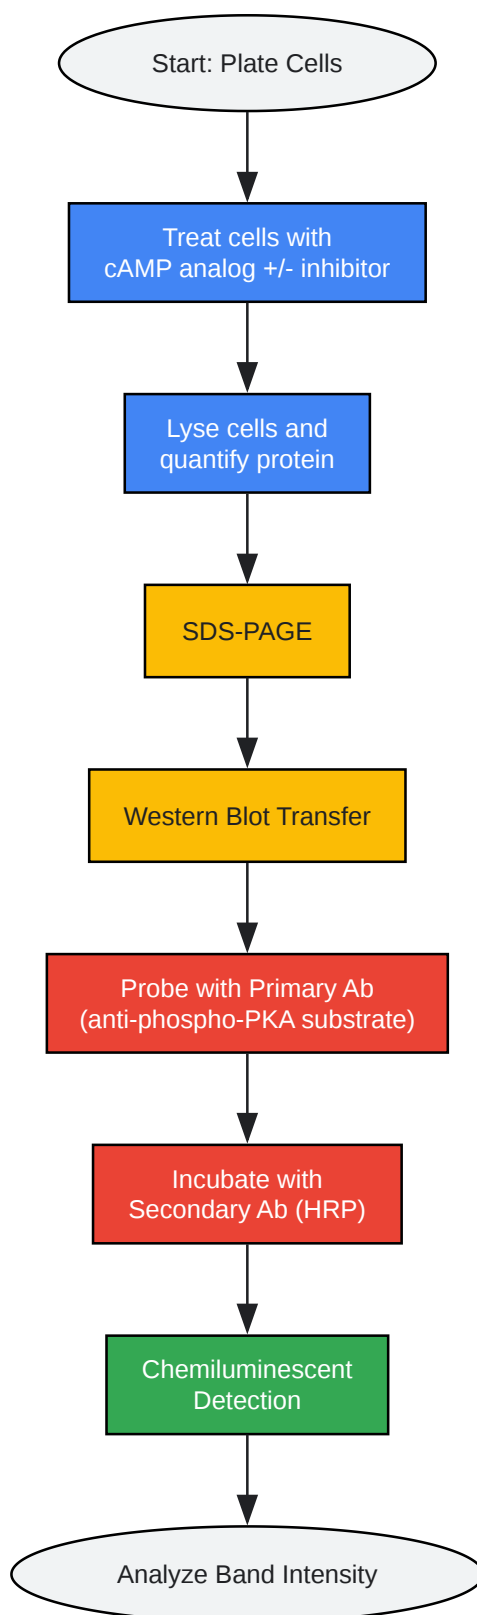 Start: Plate Cells
Treat cells with
cAMP analog +/- inhibitor
Lyse cells and
quantify protein
SDS-PAGE
Western Blot Transfer
Probe with Primary Ab
(anti-phospho-PKA substrate)
Incubate with
Secondary Ab (HRP)
Chemiluminescent
Detection
Analyze Band Intensity